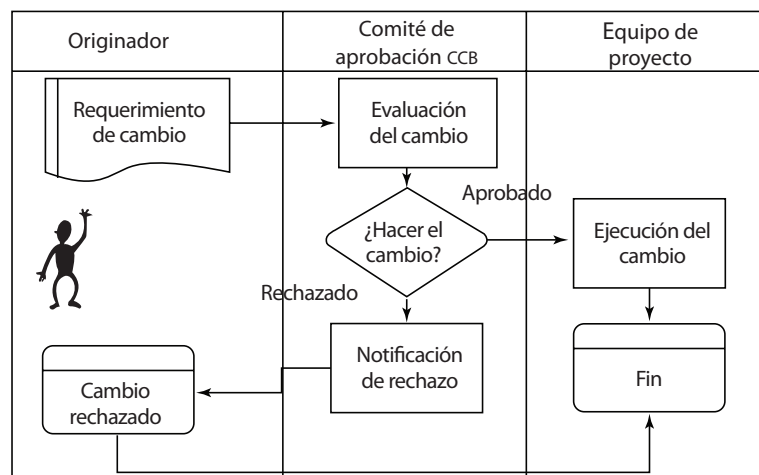 Originador
Comité de
aprobación CCB
Equipo de
proyecto
Requerimiento
de cambio
Evaluación
del cambio
Aprobado
¿Hacer el
cambio?
Ejecución del
cambio
Rechazado
Notificación
de rechazo
Cambio
rechazado
Fin